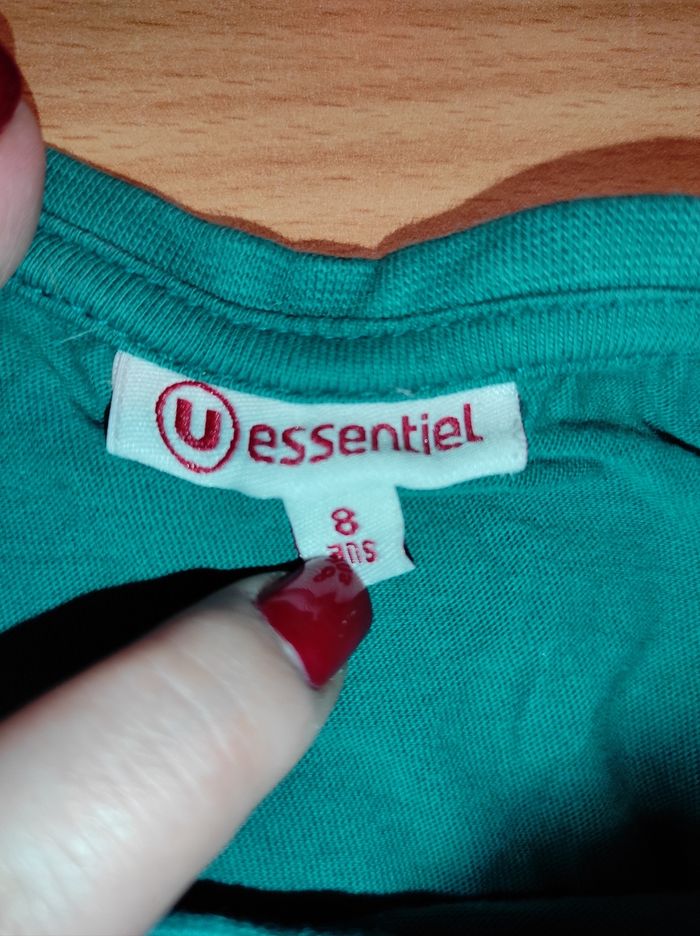 U essentiel
8
ans